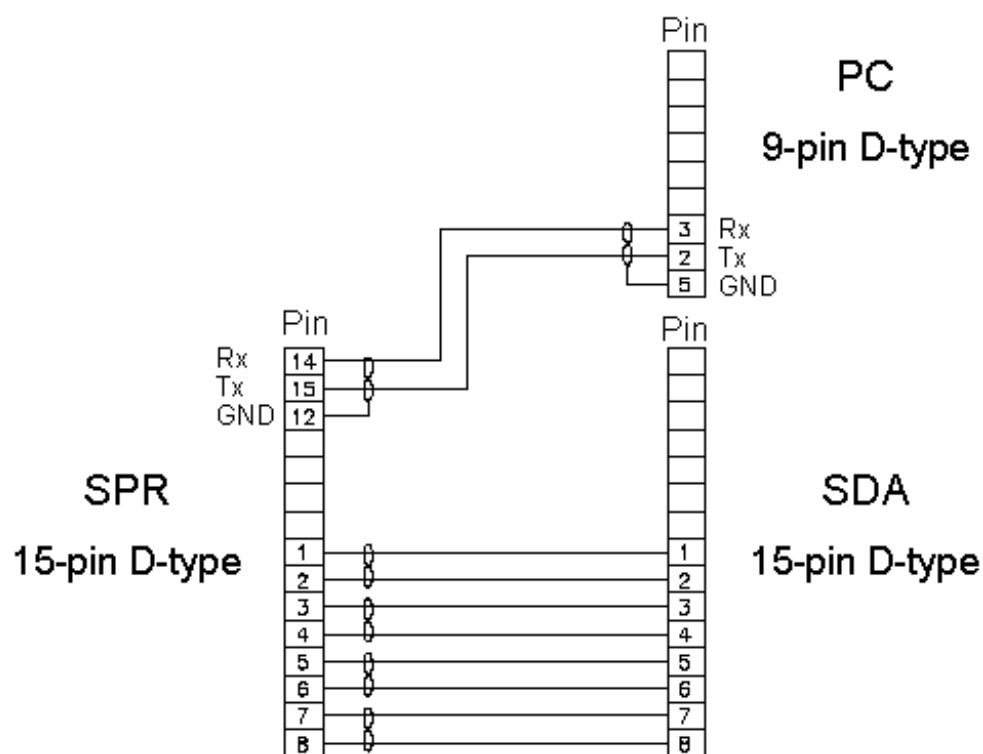 Pin
PC
9-pin D-type
3 Rx
2 Tx
5 GND
Pin
Rx 14
Tx 15
GND 12
SPR
15-pin D-type
1
2
3
4
5
6
7
8
Pin
SDA
15-pin D-type
1
2
3
4
5
6
7
8